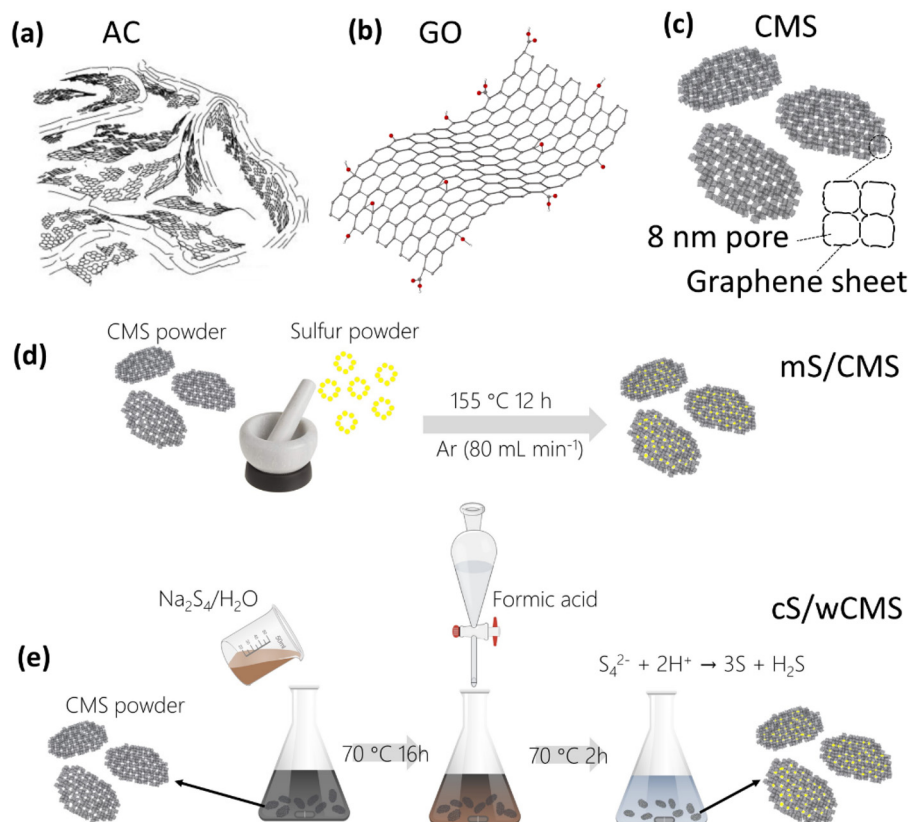 (a) AC
(b) GO
(c) CMS
8 nm pore
Graphene sheet
(d)
CMS powder
Sulfur powder
155 °C 12 h
Ar (80 mL min⁻¹)
mS/CMS
(e)
Na₂S₄/H₂O
Formic acid
cS/wCMS
S₄²⁻ + 2H⁺ → 3S + H₂S
CMS powder
70 °C 16h
70 °C 2h